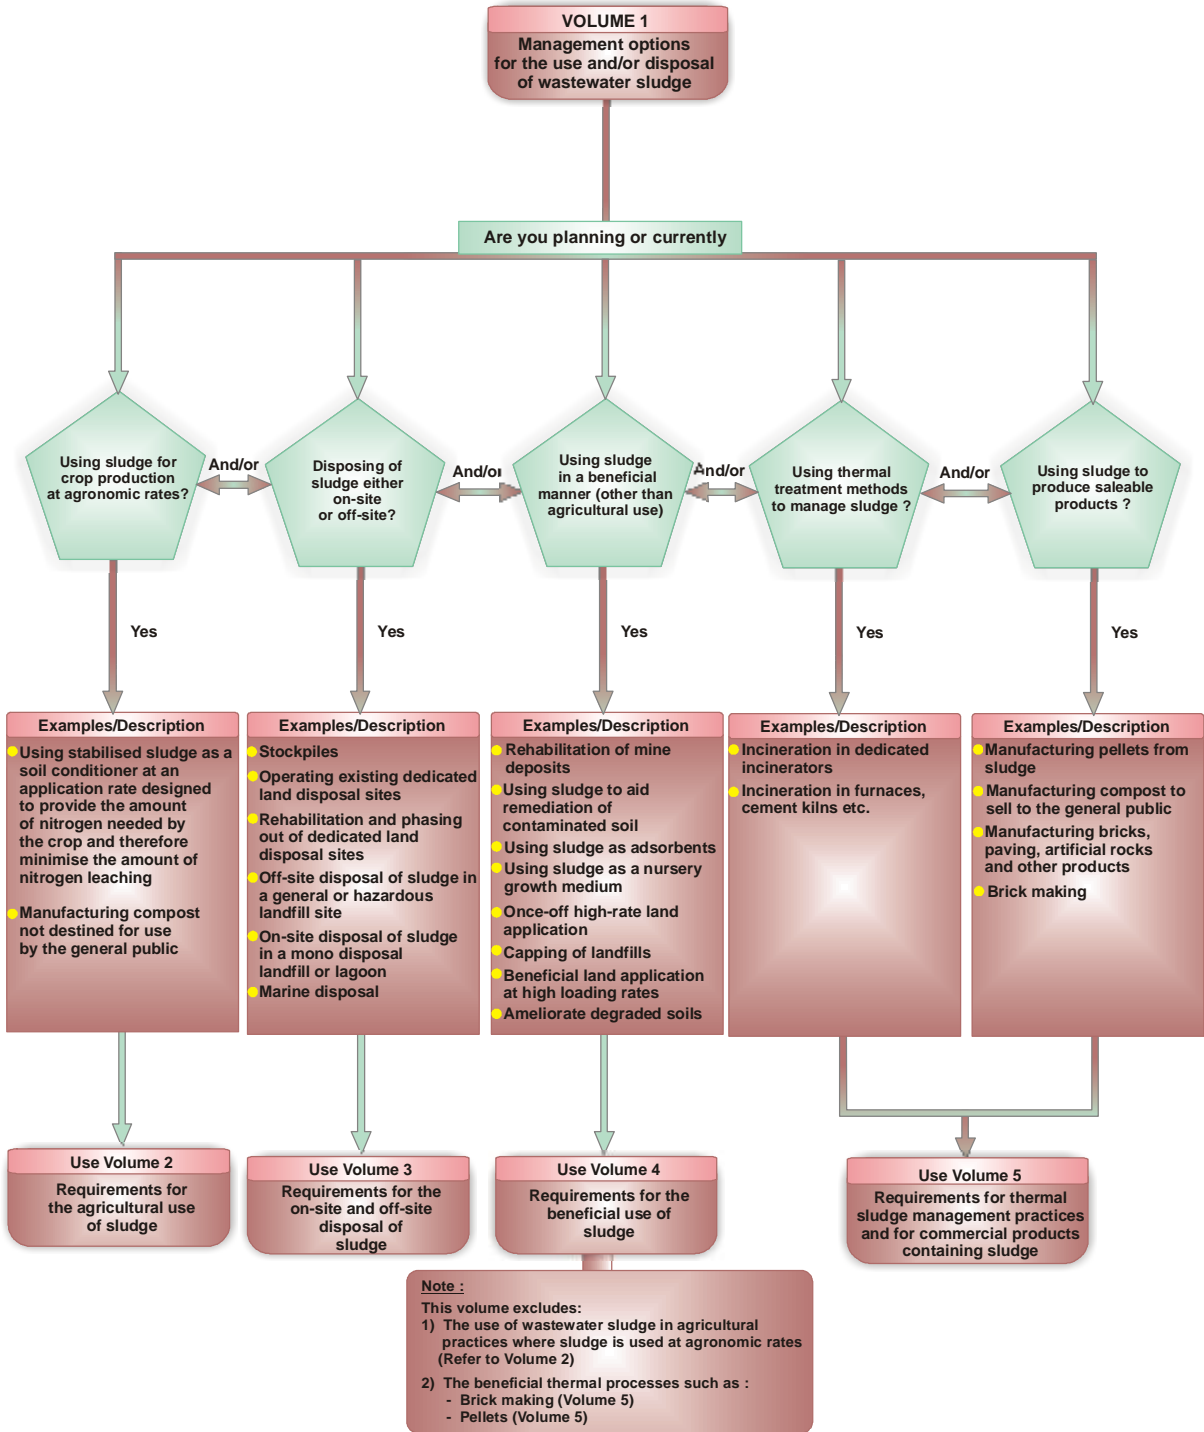 VOLUME 1
Management options
for the use and/or disposal
of wastewater sludge
Are you planning or currently
Using sludge for
crop production
at agronomic rates?
And/or
Disposing of
sludge either
on-site
or off-site?
And/or
Using sludge
in a beneficial
manner (other than
agricultural use)
And/or
Using thermal
treatment methods
to manage sludge ?
And/or
Using sludge to
produce saleable
products ?
Yes
Yes
Yes
Yes
Yes
Examples/Description
Using stabilised sludge as a
soil conditioner at an
application rate designed
to provide the amount
of nitrogen needed by
the crop and therefore
minimise the amount of
nitrogen leaching
Manufacturing compost
not destined for use
by the general public
Examples/Description
Stockpiles
Operating existing dedicated
land disposal sites
Rehabilitation and phasing
out of dedicated land
disposal sites
Off-site disposal of sludge in
a general or hazardous
landfill site
On-site disposal of sludge
in a mono disposal
landfill or lagoon
Marine disposal
Examples/Description
Rehabilitation of mine
deposits
Using sludge to aid
remediation of
contaminated soil
Using sludge as adsorbents
Using sludge as a nursery
growth medium
Once-off high-rate land
application
Capping of landfills
Beneficial land application
at high loading rates
Ameliorate degraded soils
Examples/Description
Incineration in dedicated
incinerators
Incineration in furnaces,
cement kilns etc.
Examples/Description
Manufacturing pellets from
sludge
Manufacturing compost to
sell to the general public
Manufacturing bricks,
paving, artificial rocks
and other products
Brick making
Use Volume 2
Requirements for
the agricultural use
of sludge
Use Volume 3
Requirements for the
on-site and off-site
disposal of
sludge
Use Volume 4
Requirements for the
beneficial use of
sludge
Use Volume 5
Requirements for thermal
sludge management practices
and for commercial products
containing sludge
Note :
This volume excludes:
1) The use of wastewater sludge in agricultural
practices where sludge is used at agronomic rates
(Refer to Volume 2)
2) The beneficial thermal processes such as :
- Brick making (Volume 5)
- Pellets (Volume 5)